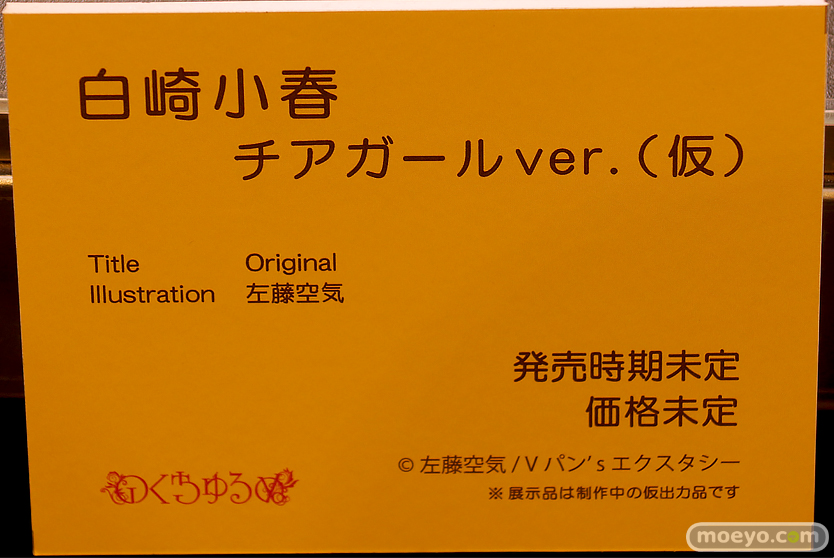 白崎小春
チアガールver.（仮）
Title Original
Illustration 左藤空気
発売時期未定
価格未定
© 左藤空気 / V パン's エクスタシー
※ 展示品は制作中の仮出力品です
moeyo.com